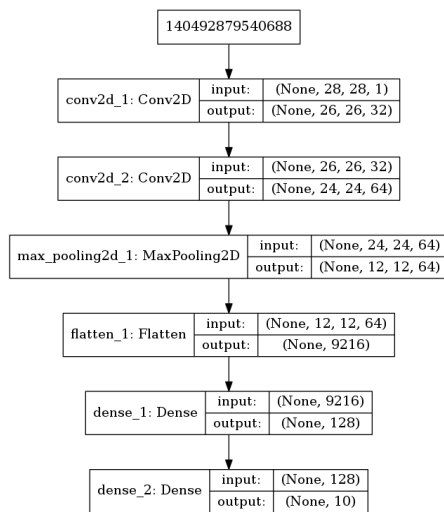 140492879540688
conv2d_1: Conv2D
input: (None, 28, 28, 1)
output: (None, 26, 26, 32)
conv2d_2: Conv2D
input: (None, 26, 26, 32)
output: (None, 24, 24, 64)
max_pooling2d_1: MaxPooling2D
input: (None, 24, 24, 64)
output: (None, 12, 12, 64)
flatten_1: Flatten
input: (None, 12, 12, 64)
output: (None, 9216)
dense_1: Dense
input: (None, 9216)
output: (None, 128)
dense_2: Dense
input: (None, 128)
output: (None, 10)